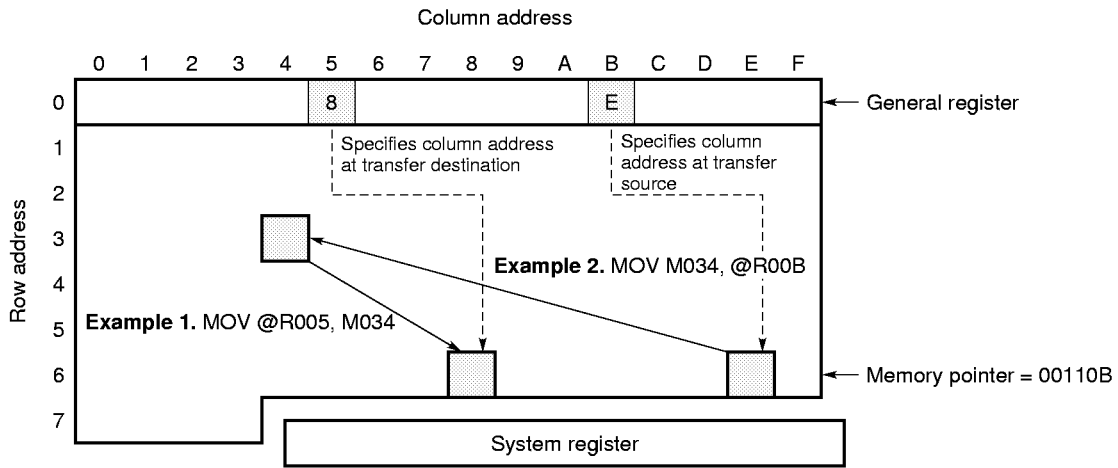 Column address
0 1 2 3 4 5 6 7 8 9 A B C D E F
0 8 E General register
1 Specifies column address
at transfer destination
Specifies column
address at transfer
source
2
Row address
3
Example 2. MOV M034, @R00B
4
5 Example 1. MOV @R005, M034
6 Memory pointer = 00110B
7
System register